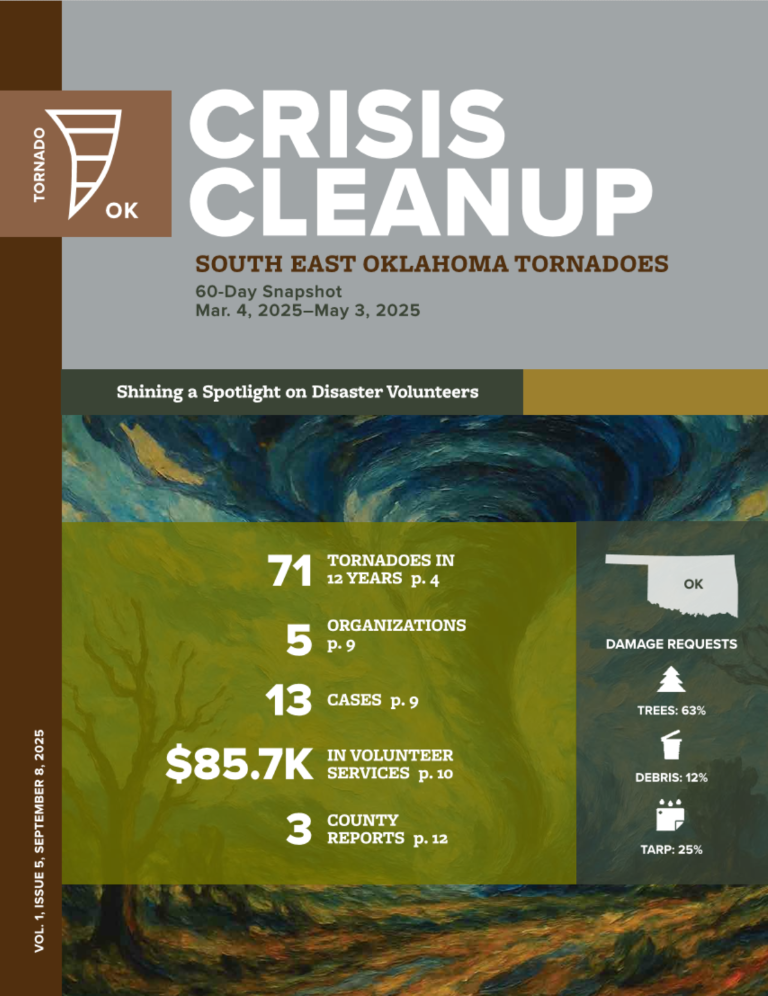 TORNADO
OK
CRISIS
CLEANUP
SOUTH EAST OKLAHOMA TORNADOES
60-Day Snapshot
Mar. 4, 2025–May 3, 2025
Shining a Spotlight on Disaster Volunteers
71 TORNADOES IN
12 YEARS p. 4
5 ORGANIZATIONS
p. 9
13 CASES p. 9
$85.7K IN VOLUNTEER
SERVICES p. 10
3 COUNTY
REPORTS p. 12
OK
DAMAGE REQUESTS
TREES: 63%
DEBRIS: 12%
TARP: 25%
VOL. 1, ISSUE 5, SEPTEMBER 8, 2025